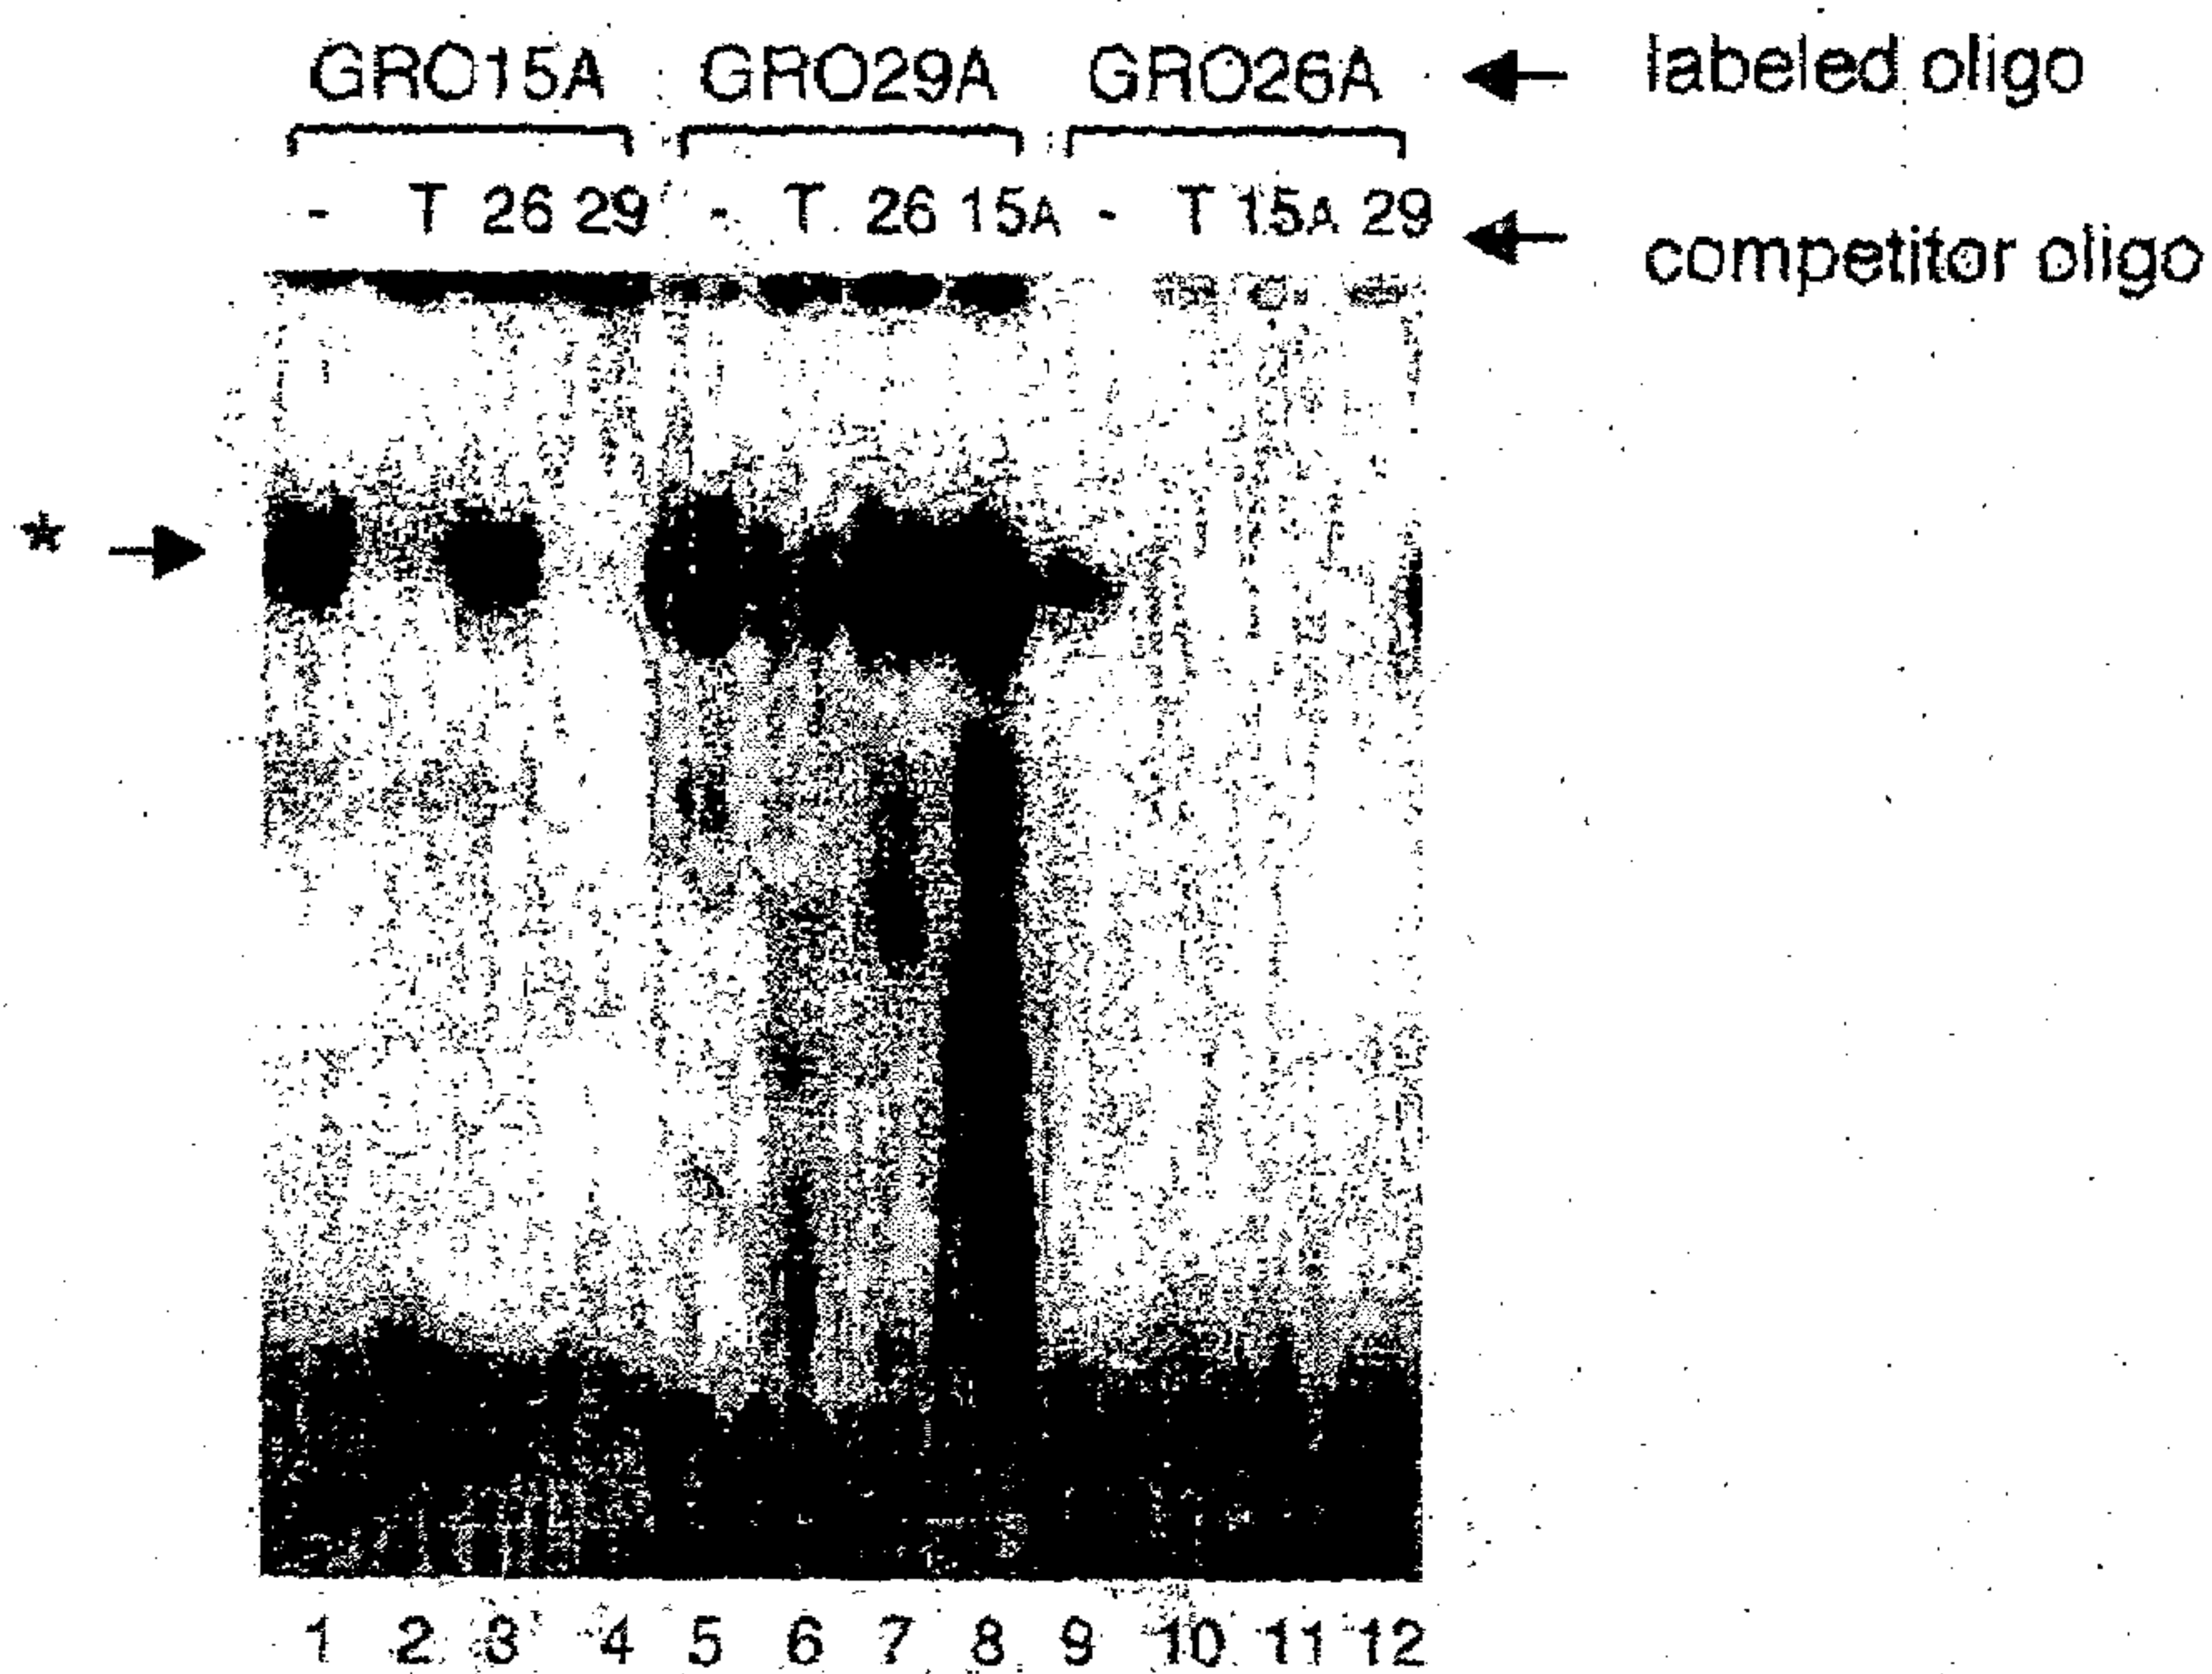 GRO15A GRO29A GRO26A labeled oligo
- T 26 29 - T 26 15A - T 15A 29 competitor oligo
*
1 2 3 4 5 6 7 8 9 10 11 12